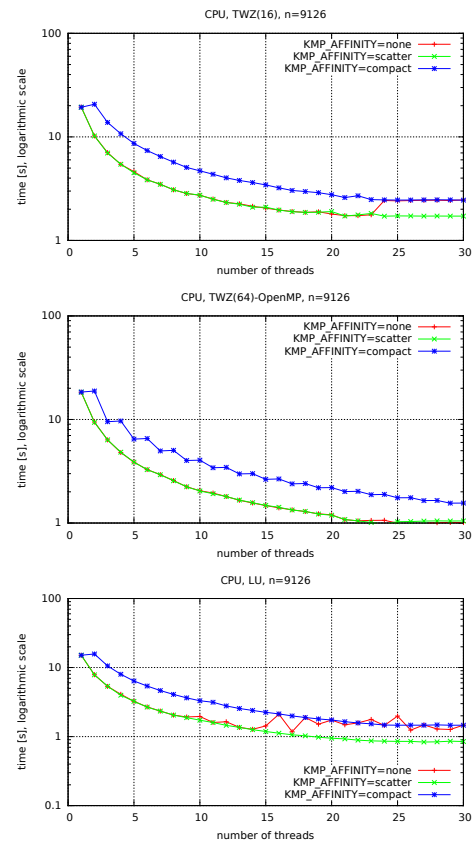 CPU, TWZ(16), n=9126
time [s], logarithmic scale
100
10
1
KMP_AFFINITY=none
KMP_AFFINITY=scatter
KMP_AFFINITY=compact
0 5 10 15 20 25 30
number of threads
CPU, TWZ(64)-OpenMP, n=9126
time [s], logarithmic scale
100
10
1
KMP_AFFINITY=none
KMP_AFFINITY=scatter
KMP_AFFINITY=compact
0 5 10 15 20 25 30
number of threads
CPU, LU, n=9126
time [s], logarithmic scale
100
10
1
0.1
KMP_AFFINITY=none
KMP_AFFINITY=scatter
KMP_AFFINITY=compact
0 5 10 15 20 25 30
number of threads